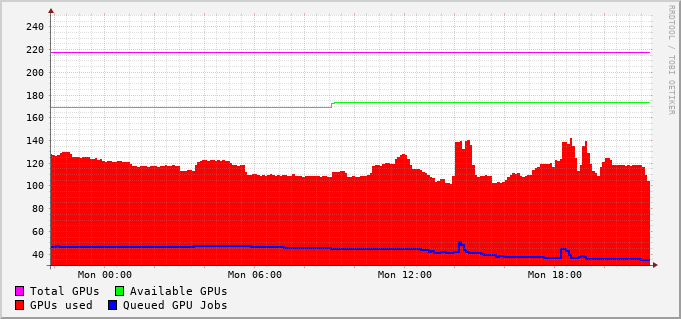 240
220
200
180
160
140
120
100
80
60
40
Mon 00:00 Mon 06:00 Mon 12:00 Mon 18:00
Total GPUs Available GPUs
GPUs used Queued GPU Jobs
RRDTOOL / TOBI OETIKER